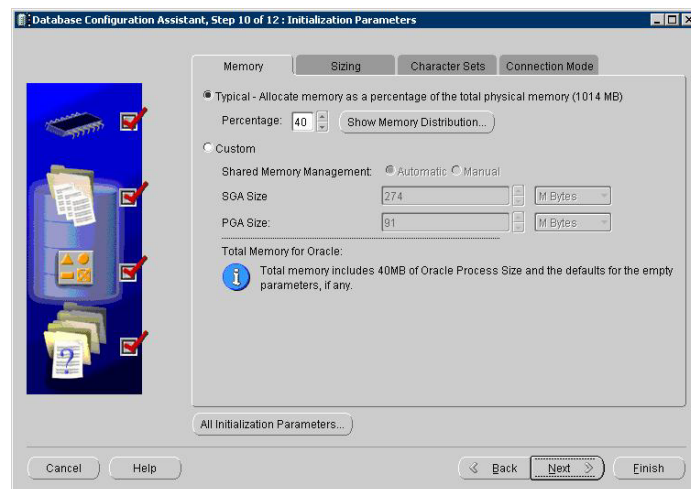 Database Configuration Assistant, Step 10 of 12 : Initialization Parameters
Memory
Sizing
Character Sets
Connection Mode
Typical - Allocate memory as a percentage of the total physical memory (1014 MB)
Percentage: 40 Show Memory Distribution...
Custom
Shared Memory Management: Automatic Manual
SGA Size 274 M Bytes
PGA Size: 91 M Bytes
Total Memory for Oracle:
Total memory includes 40MB of Oracle Process Size and the defaults for the empty
parameters, if any.
All Initialization Parameters...
Cancel Help Back Next Finish